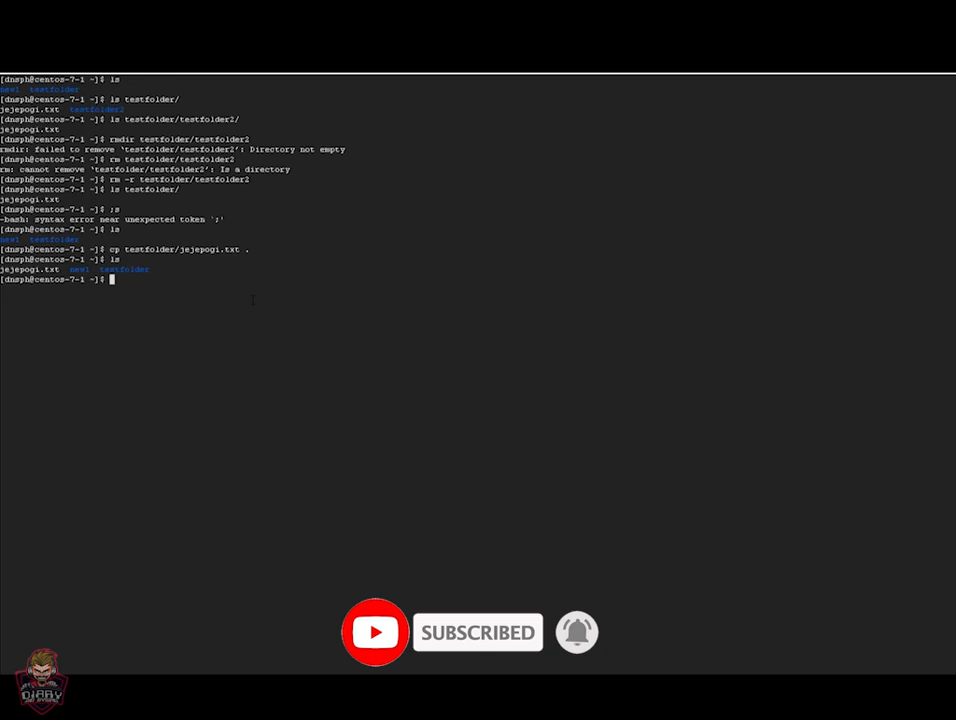 [dnsph@centos-7-1 ~]$ ls
new1  testfolder
[dnsph@centos-7-1 ~]$ ls testfolder/
jejepogi.txt  testfolder2
[dnsph@centos-7-1 ~]$ ls testfolder/testfolder2/
jejepogi.txt
[dnsph@centos-7-1 ~]$ rmdir testfolder/testfolder2
rmdir: failed to remove ‘testfolder/testfolder2’: Directory not empty
[dnsph@centos-7-1 ~]$ rm testfolder/testfolder2
rm: cannot remove ‘testfolder/testfolder2’: Is a directory
[dnsph@centos-7-1 ~]$ rm -r testfolder/testfolder2
[dnsph@centos-7-1 ~]$ ls testfolder/
jejepogi.txt
[dnsph@centos-7-1 ~]$ ;s
-bash: syntax error near unexpected token `;'
[dnsph@centos-7-1 ~]$ ls
new1  testfolder
[dnsph@centos-7-1 ~]$ cp testfolder/jejepogi.txt .
[dnsph@centos-7-1 ~]$ ls
jejepogi.txt  new1  testfolder
[dnsph@centos-7-1 ~]$
SUBSCRIBED